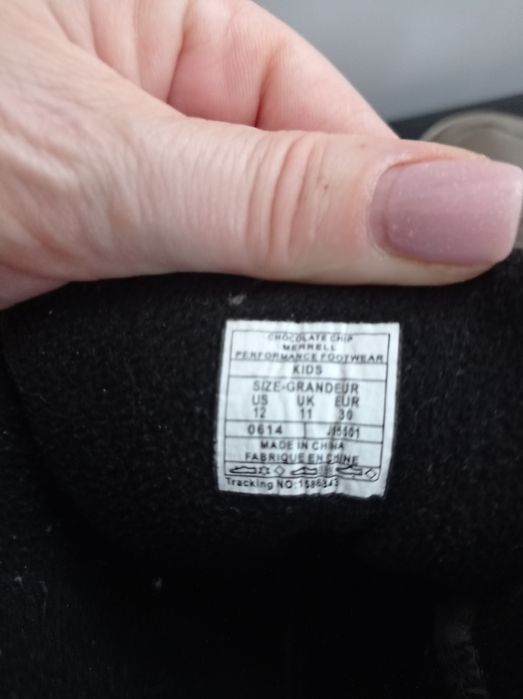 CHOCOLATE CHIP
MERRELL
PERFORMANCE FOOTWEAR
KIDS
SIZE-GRANDEUR
US UK EUR
12 11 30
0614
MADE IN CHINA
FABRIQUE EN CHINE
Tracking NO: